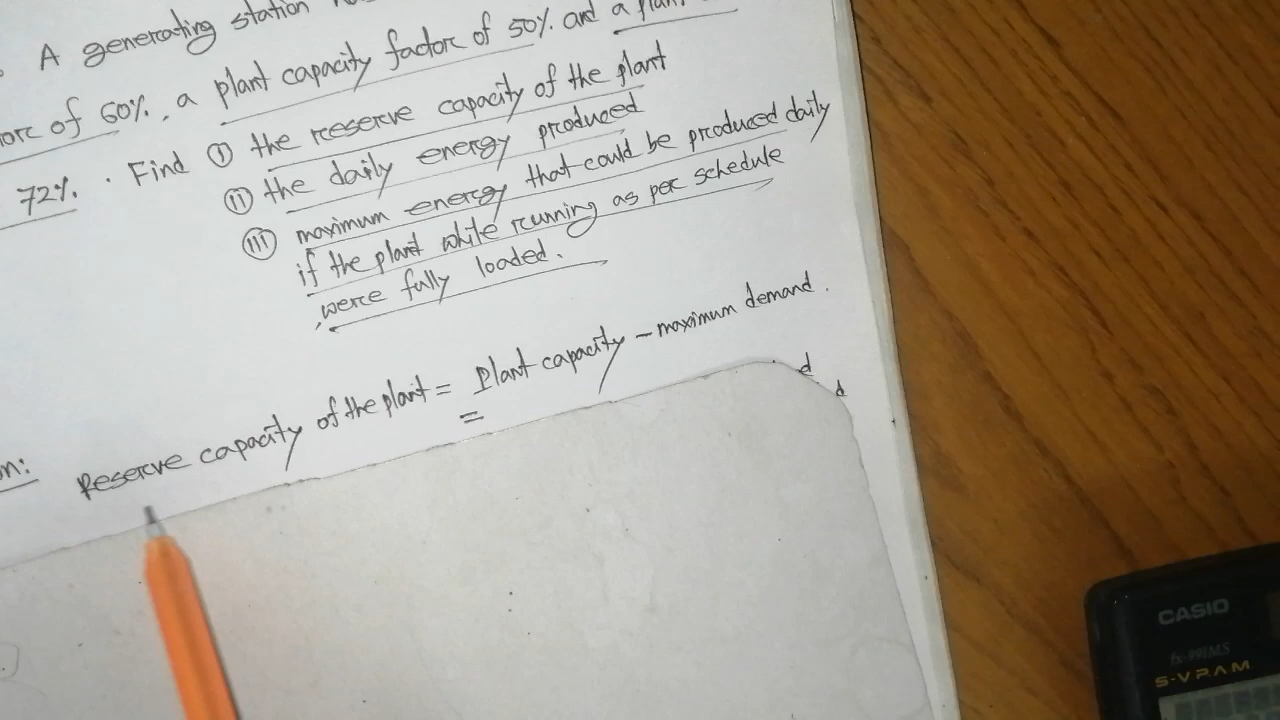 A generating station
of 60%, a plant capacity factor of 50% and a plant
72%. Find (i) the reserve capacity of the plant
(ii) the daily energy produced
(iii) maximum energy that could be produced daily
if the plant while running as per schedule
were fully loaded.
Reserve capacity of the plant = Plant capacity - maximum demand.
=
CASIO
fx-991MS
S-V.P.A.M